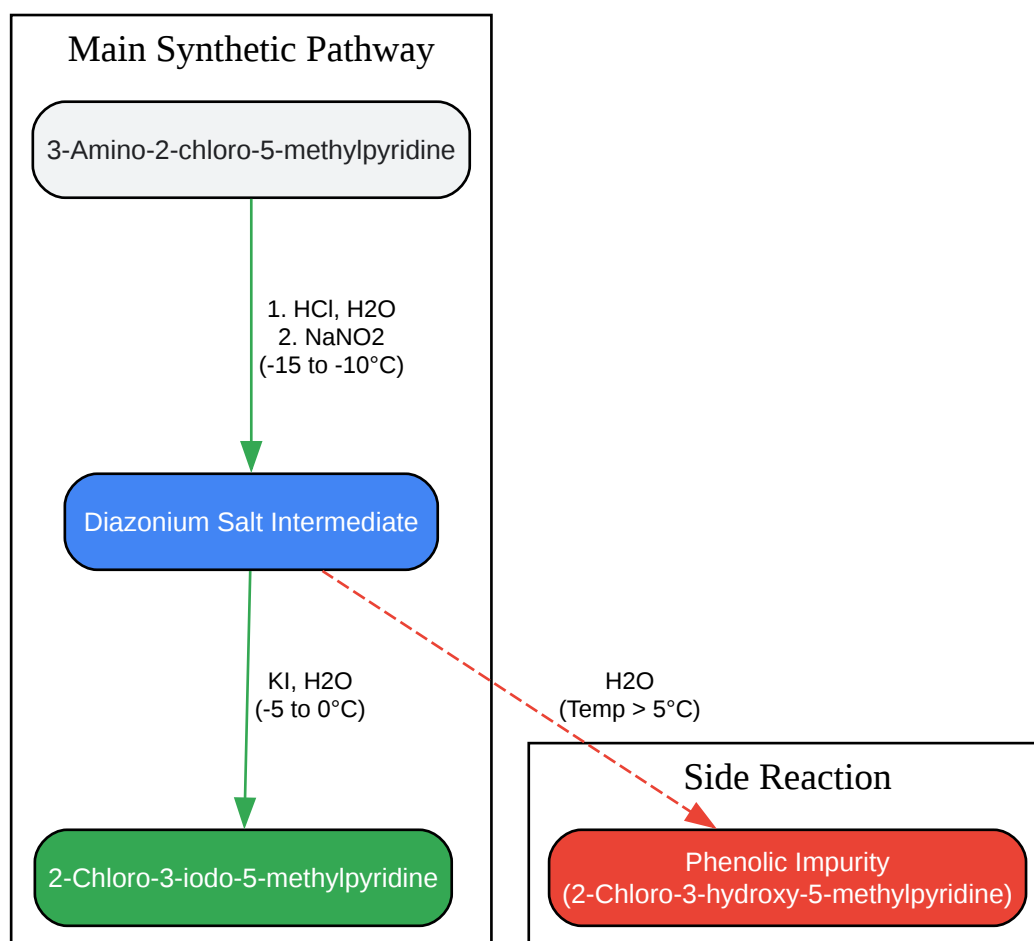 Main Synthetic Pathway
3-Amino-2-chloro-5-methylpyridine
1. HCl, H2O
2. NaNO2
(-15 to -10°C)
Diazonium Salt Intermediate
KI, H2O
(-5 to 0°C)
H2O
(Temp > 5°C)
2-Chloro-3-iodo-5-methylpyridine
Side Reaction
Phenolic Impurity
(2-Chloro-3-hydroxy-5-methylpyridine)